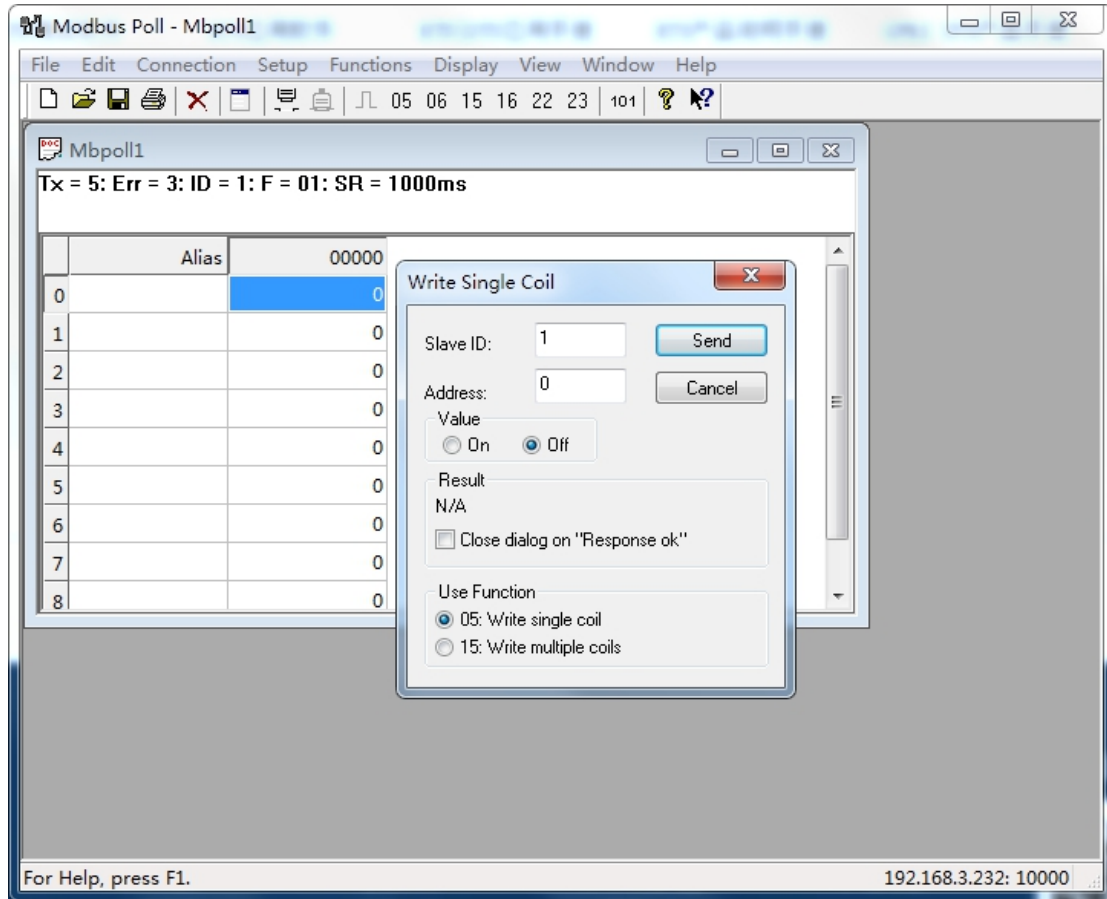 Modbus Poll - Mbpoll1
File Edit Connection Setup Functions Display View Window Help
05 06 15 16 22 23 101
Mbpoll1
Tx = 5: Err = 3: ID = 1: F = 01: SR = 1000ms
Alias 00000
0 0
1 0
2 0
3 0
4 0
5 0
6 0
7 0
8 0
Write Single Coil
Slave ID: 1 Send
Address: 0 Cancel
Value
On Off
Result
N/A
Close dialog on "Response ok"
Use Function
05: Write single coil
15: Write multiple coils
For Help, press F1. 192.168.3.232: 10000